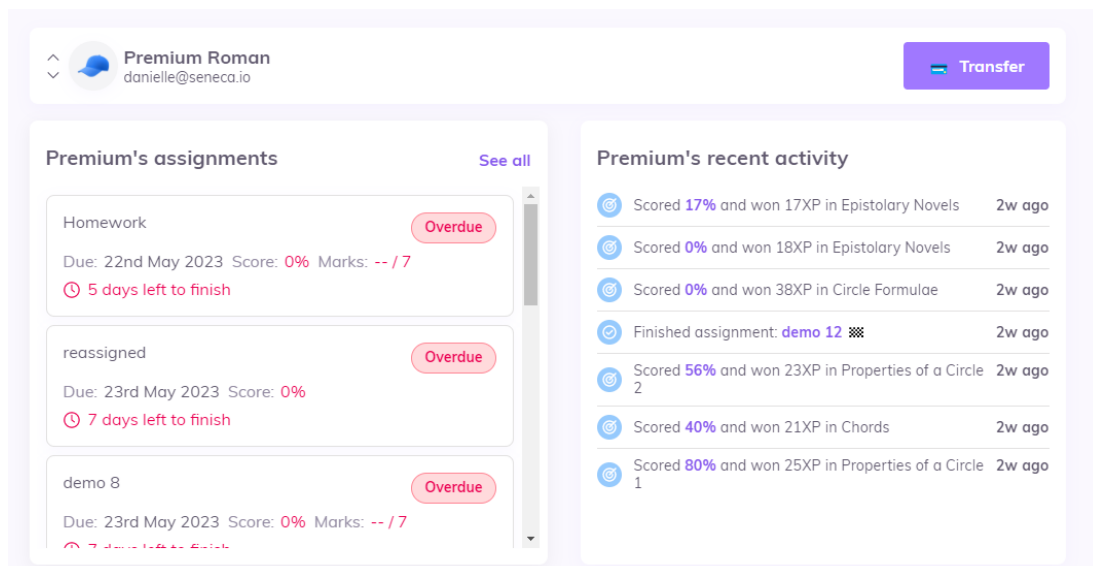 Premium Roman
danielle@seneca.io
Transfer
Premium's assignments
See all
Homework
Overdue
Due: 22nd May 2023 Score: 0% Marks: -- / 7
5 days left to finish
reassigned
Overdue
Due: 23rd May 2023 Score: 0%
7 days left to finish
demo 8
Overdue
Due: 23rd May 2023 Score: 0% Marks: -- / 7
7 days left to finish
Premium's recent activity
Scored 17% and won 17XP in Epistolary Novels 2w ago
Scored 0% and won 18XP in Epistolary Novels 2w ago
Scored 0% and won 38XP in Circle Formulae 2w ago
Finished assignment: demo 12 2w ago
Scored 56% and won 23XP in Properties of a Circle 2w ago
2
Scored 40% and won 21XP in Chords 2w ago
Scored 80% and won 25XP in Properties of a Circle 2w ago
1